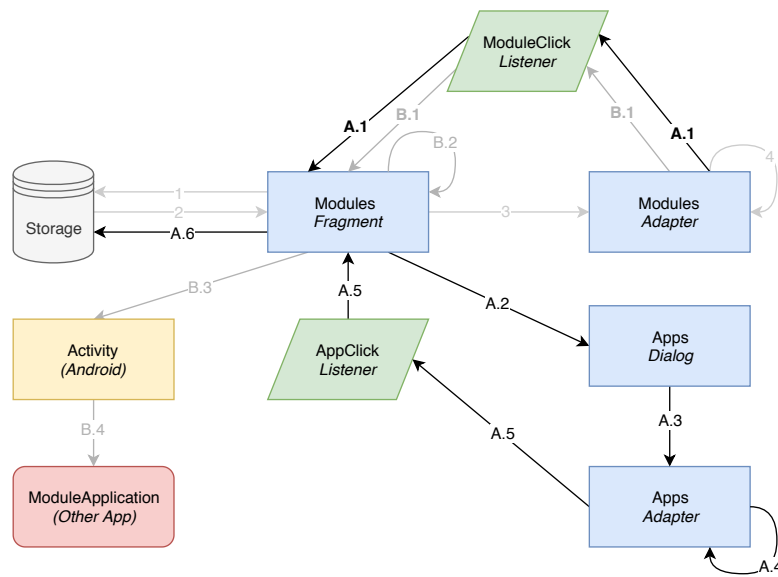 ModuleClick
Listener
A.1
B.1
B.1
A.1
B.2
4
1
2
A.6
Storage
Modules
Fragment
3
Modules
Adapter
B.3
A.5
A.2
Activity
(Android)
AppClick
Listener
Apps
Dialog
B.4
A.5
A.3
ModuleApplication
(Other App)
Apps
Adapter
A.4